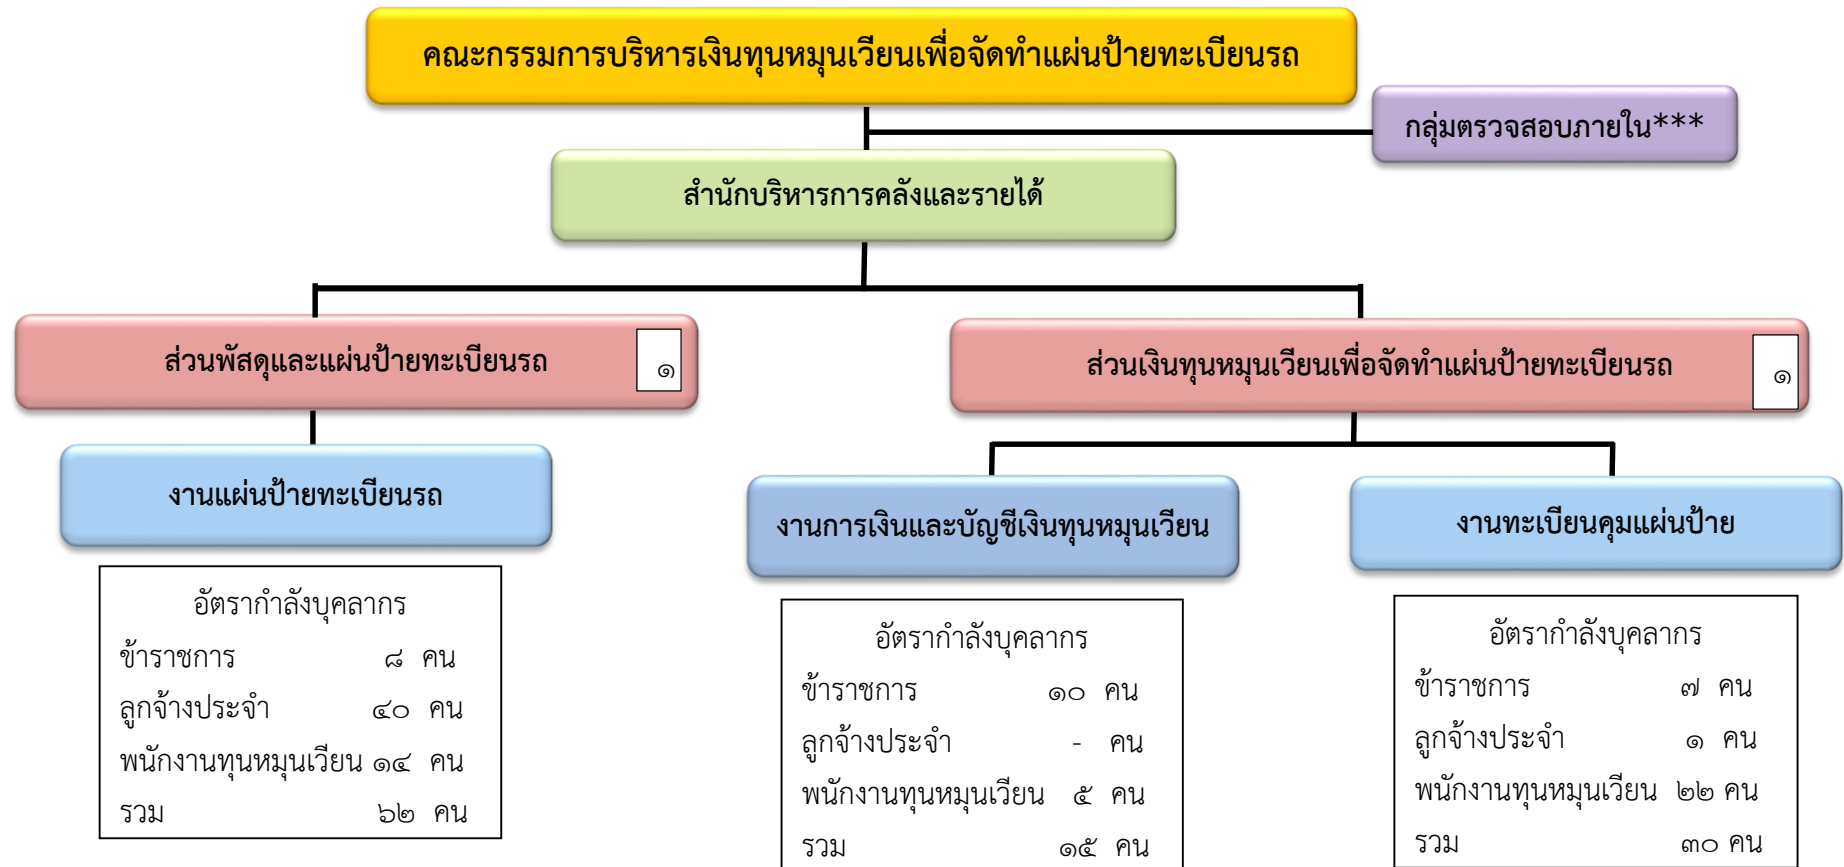 คณะกรรมการบริหารเงินทุนหมุนเวียนเพื่อจัดทำแผ่นป้ายทะเบียนรถ
กลุ่มตรวจสอบภายใน***
สำนักบริหารการคลังและรายได้
ส่วนพัสดุและแผ่นป้ายทะเบียนรถ ๑
ส่วนเงินทุนหมุนเวียนเพื่อจัดทำแผ่นป้ายทะเบียนรถ ๑
งานแผ่นป้ายทะเบียนรถ
อัตรากำลังบุคลากร
ข้าราชการ ๘ คน
ลูกจ้างประจำ ๔๐ คน
พนักงานทุนหมุนเวียน ๑๔ คน
รวม ๖๒ คน
งานการเงินและบัญชีเงินทุนหมุนเวียน
อัตรากำลังบุคลากร
ข้าราชการ ๑๐ คน
ลูกจ้างประจำ - คน
พนักงานทุนหมุนเวียน ๕ คน
รวม ๑๕ คน
งานทะเบียนคุมแผ่นป้าย
อัตรากำลังบุคลากร
ข้าราชการ ๗ คน
ลูกจ้างประจำ ๑ คน
พนักงานทุนหมุนเวียน ๒๒ คน
รวม ๓๐ คน